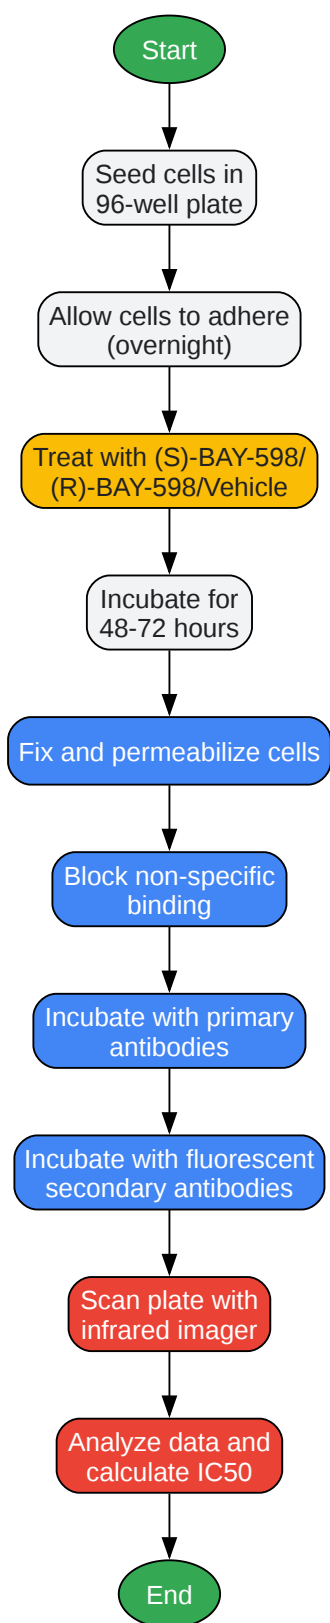 Start
Seed cells in
96-well plate
Allow cells to adhere
(overnight)
Treat with (S)-BAY-598/
(R)-BAY-598/Vehicle
Incubate for
48-72 hours
Fix and permeabilize cells
Block non-specific
binding
Incubate with primary
antibodies
Incubate with fluorescent
secondary antibodies
Scan plate with
infrared imager
Analyze data and
calculate IC50
End